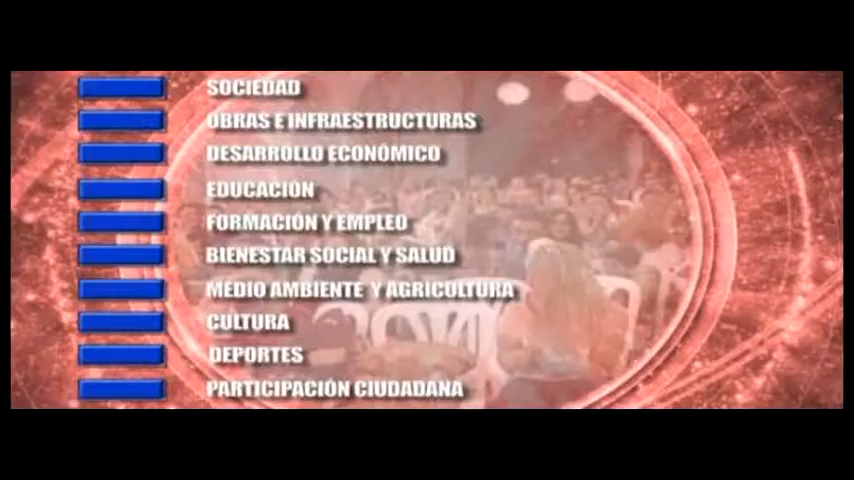 SOCIEDAD
OBRAS E INFRAESTRUCTURAS
DESARROLLO ECONÓMICO
EDUCACIÓN
FORMACIÓN Y EMPLEO
BIENESTAR SOCIAL Y SALUD
MEDIO AMBIENTE Y AGRICULTURA
CULTURA
DEPORTES
PARTICIPACIÓN CIUDADANA